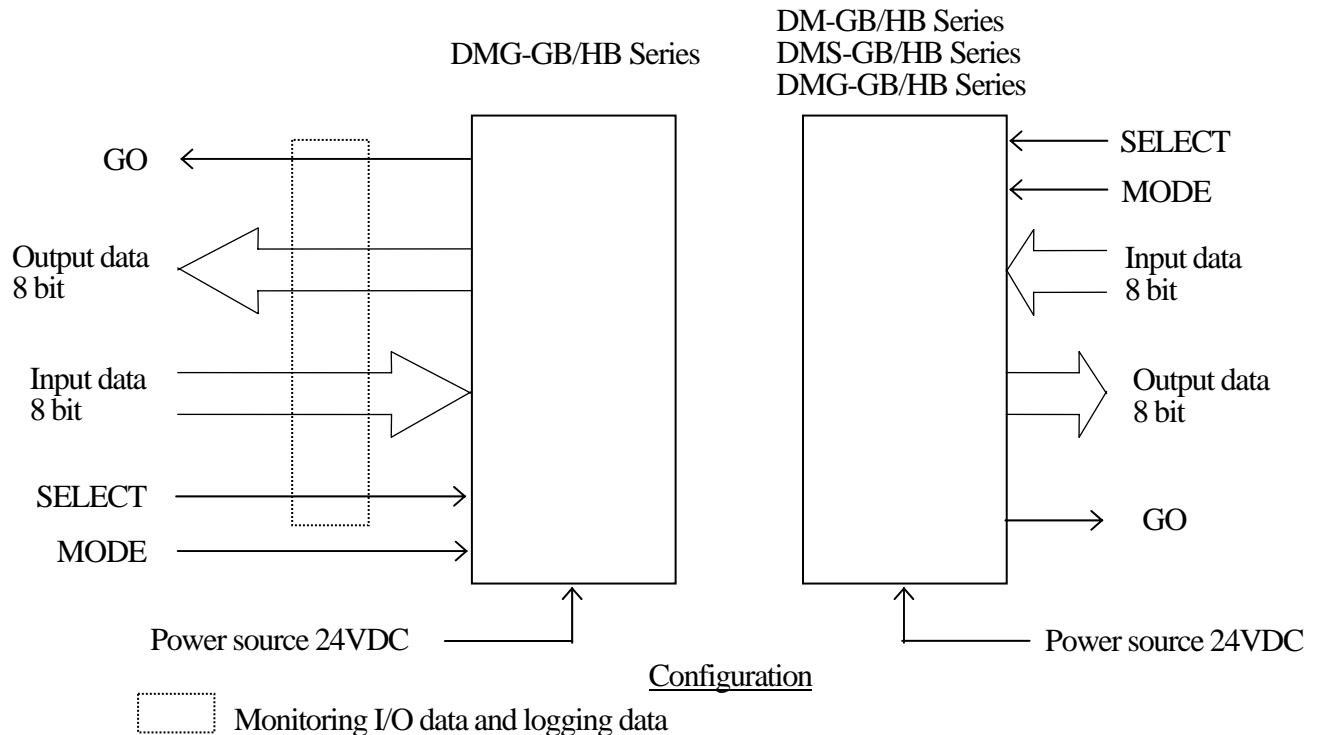 DMG-GB/HB Series
DM-GB/HB Series
DMS-GB/HB Series
DMG-GB/HB Series
GO
Output data
8 bit
Input data
8 bit
SELECT
MODE
SELECT
MODE
Input data
8 bit
Output data
8 bit
GO
Power source 24VDC
Power source 24VDC
Configuration
Monitoring I/O data and logging data